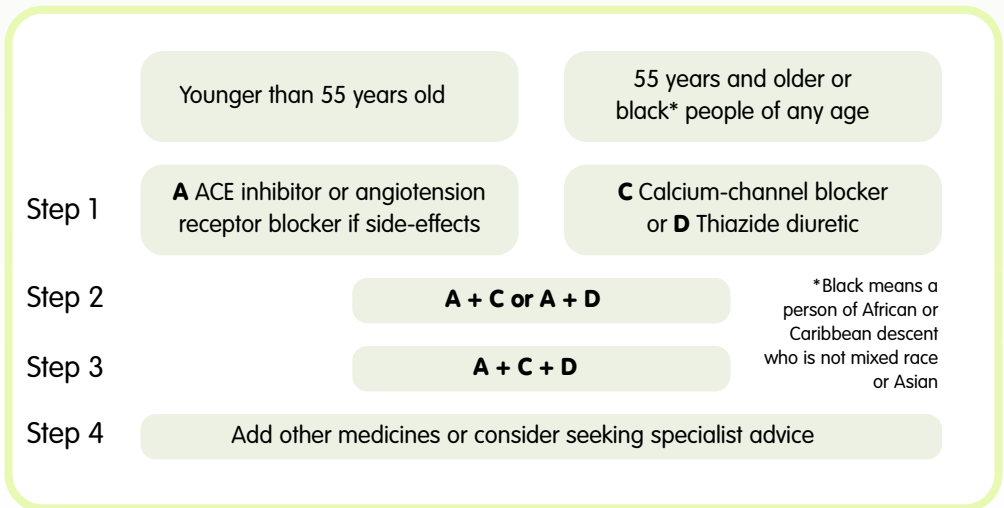 Younger than 55 years old
55 years and older or
black* people of any age
Step 1
A ACE inhibitor or angiotension
receptor blocker if side-effects
C Calcium-channel blocker
or D Thiazide diuretic
Step 2
A + C or A + D
*Black means a
person of African or
Caribbean descent
who is not mixed race
or Asian
Step 3
A + C + D
Step 4
Add other medicines or consider seeking specialist advice